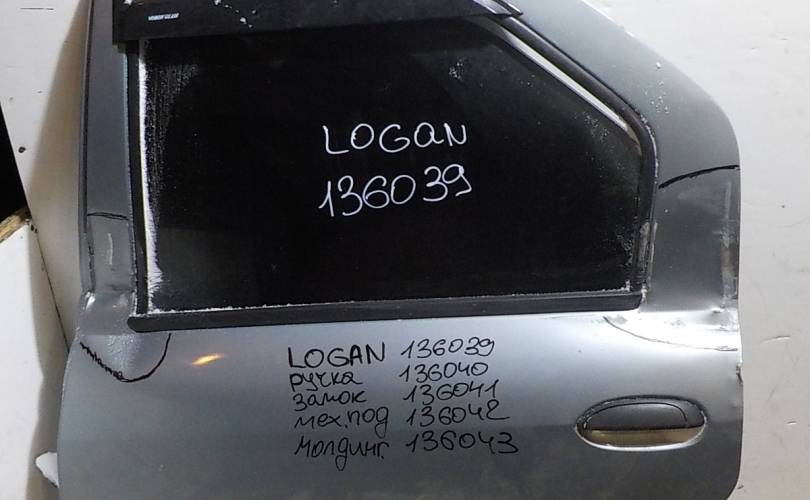 LOGAN
136039
LOGAN 136039
ручка 136040
замок 136041
мех.под 136042
молдинг. 136043